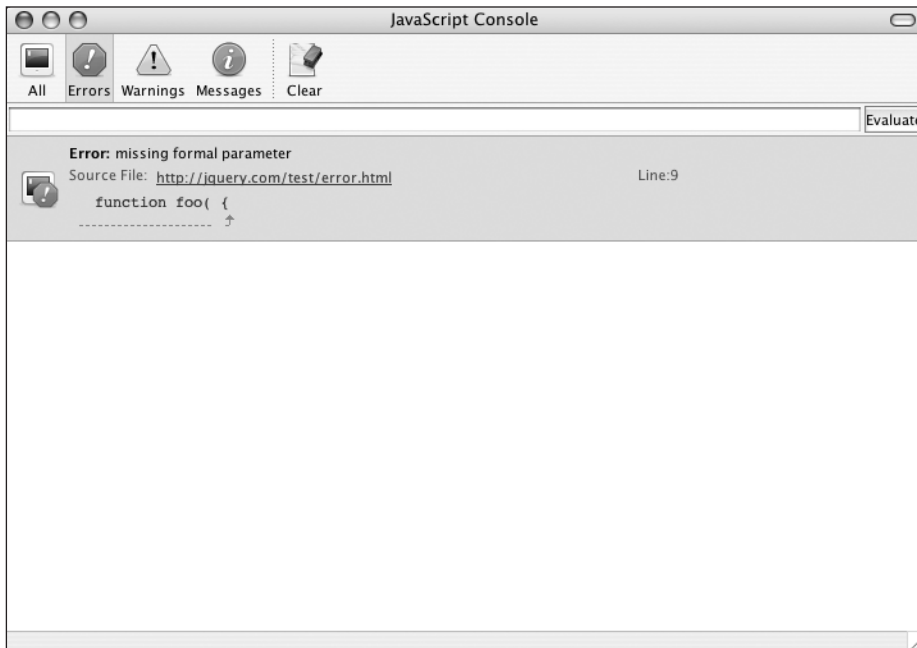 JavaScript Console
All Errors Warnings Messages Clear
Evaluate
Error: missing formal parameter
Source File: http://jquery.com/test/error.html Line:9
function foo( {